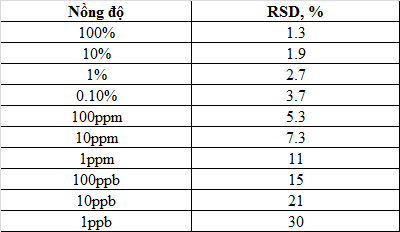 Nồng độ RSD, %
100% 1.3
10% 1.9
1% 2.7
0.10% 3.7
100ppm 5.3
10ppm 7.3
1ppm 11
100ppb 15
10ppb 21
1ppb 30